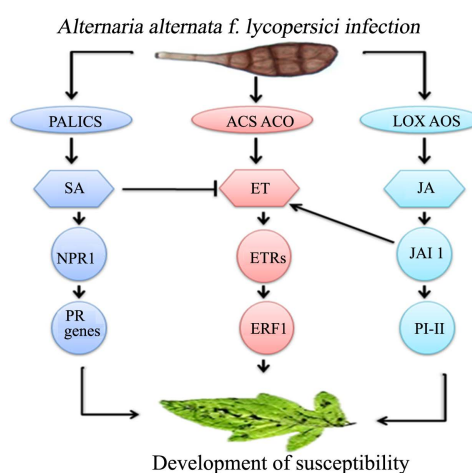 Alternaria alternata f. lycopersici infection
PALICS
ACS ACO
LOX AOS
SA
ET
JA
NPR1
ETRs
JAI 1
PR
genes
ERF1
PI-II
Development of susceptibility